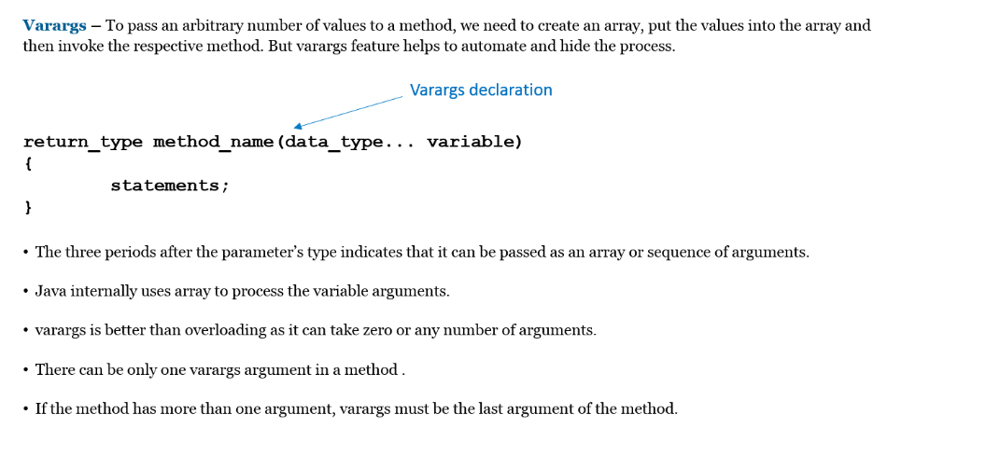 Varargs – To pass an arbitrary number of values to a method, we need to create an array, put the values into the array and
then invoke the respective method. But varargs feature helps to automate and hide the process.
Varargs declaration
return_type method_name(data_type... variable)
{
statements;
}
• The three periods after the parameter’s type indicates that it can be passed as an array or sequence of arguments.
• Java internally uses array to process the variable arguments.
• varargs is better than overloading as it can take zero or any number of arguments.
• There can be only one varargs argument in a method .
• If the method has more than one argument, varargs must be the last argument of the method.